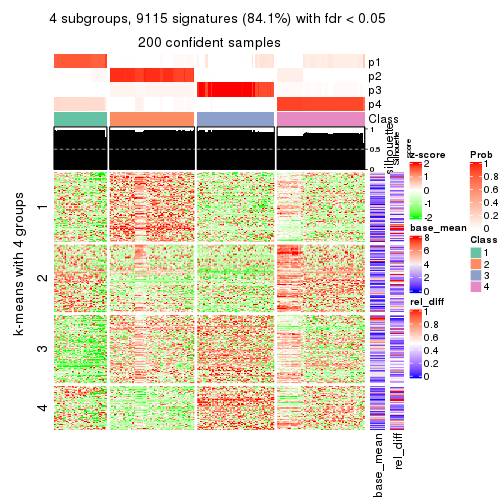 4 subgroups, 9115 signatures (84.1%) with fdr < 0.05
200 confident samples
p1
p2
p3
p4
Class
1
0.5
0
silhouette
Silhouette
score
k-means with 4 groups
1
2
3
4
base_mean
rel_diff
z-score
2
1
0
-1
-2
base_mean
8
6
4
2
0
rel_diff
1
0.8
0.6
0.4
0.2
0
Prob
1
0.8
0.6
0.4
0.2
0
Class
1
2
3
4